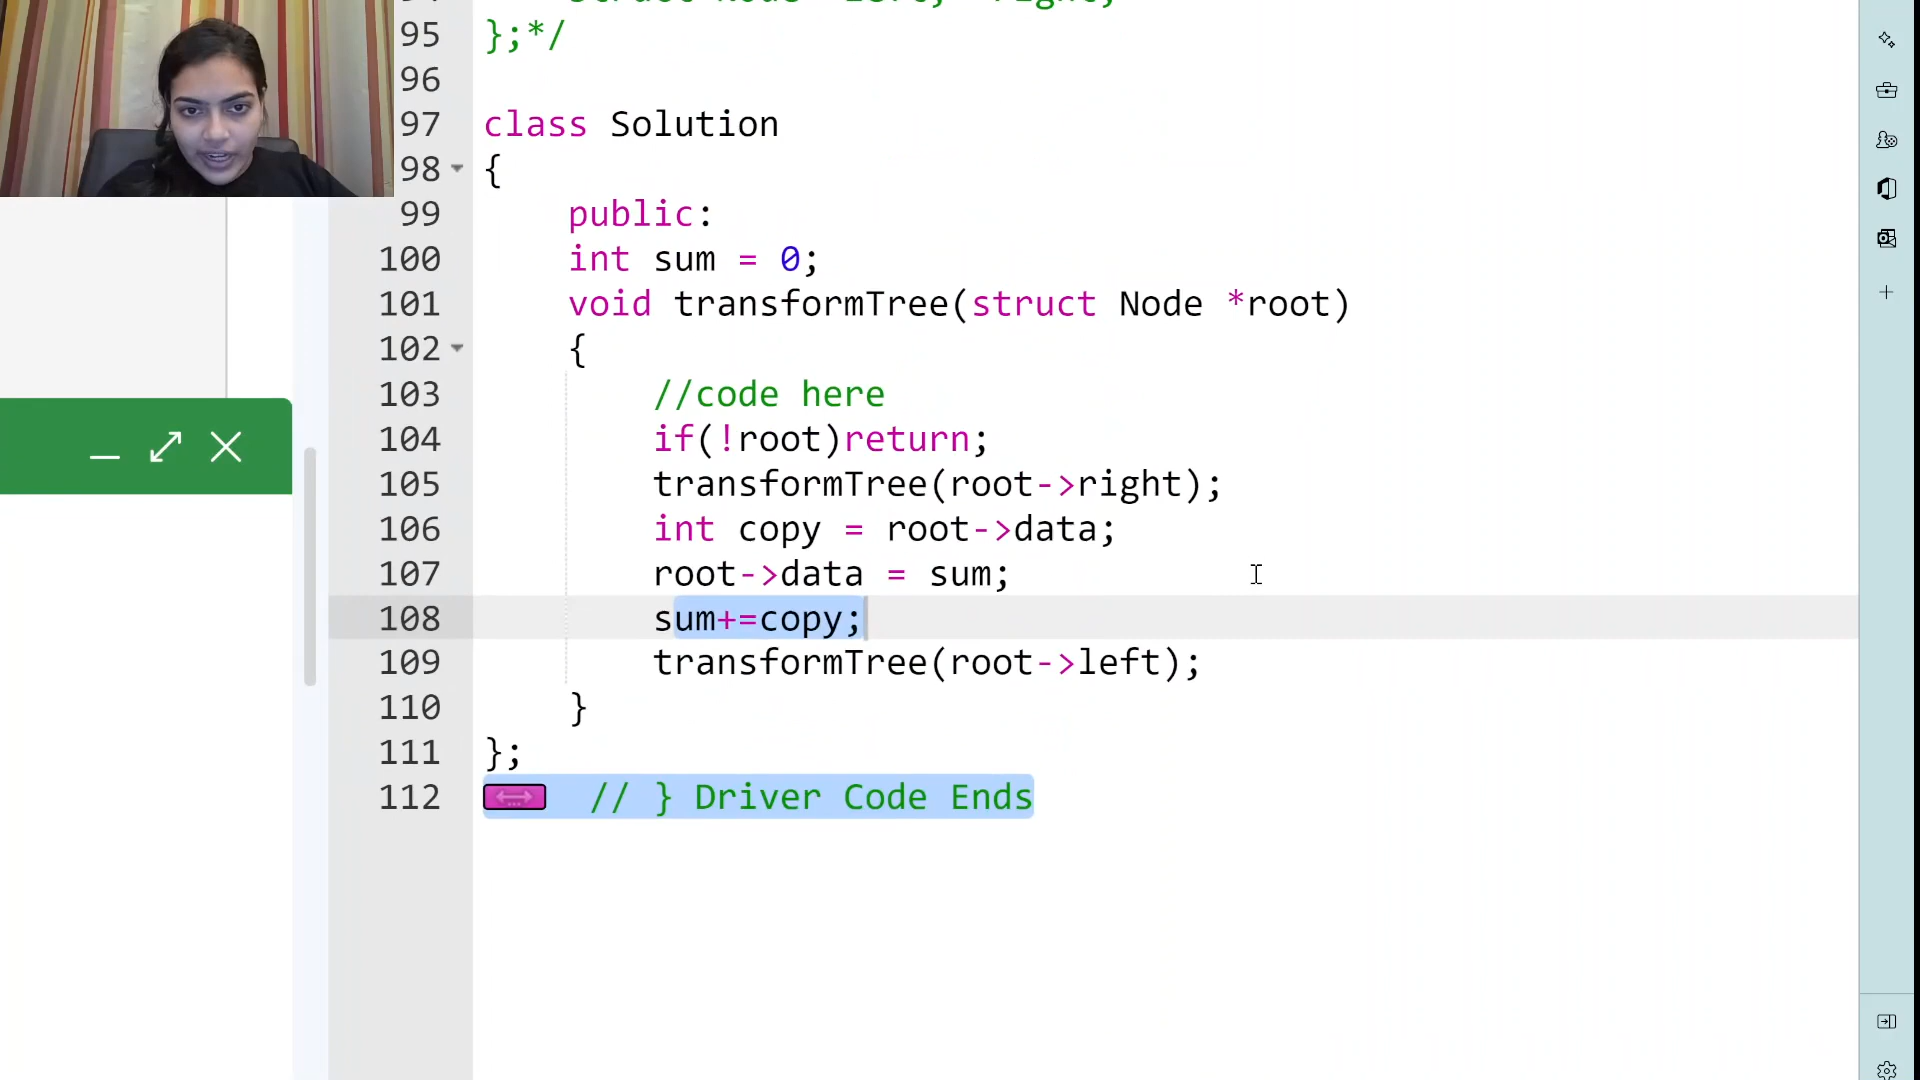 95 };*/
96
97 class Solution
98 {
99 public:
100 int sum = 0;
101 void transformTree(struct Node *root)
102 {
103 //code here
104 if(!root)return;
105 transformTree(root->right);
106 int copy = root->data;
107 root->data = sum;
108 sum+=copy;
109 transformTree(root->left);
110 }
111 };
112 // } Driver Code Ends